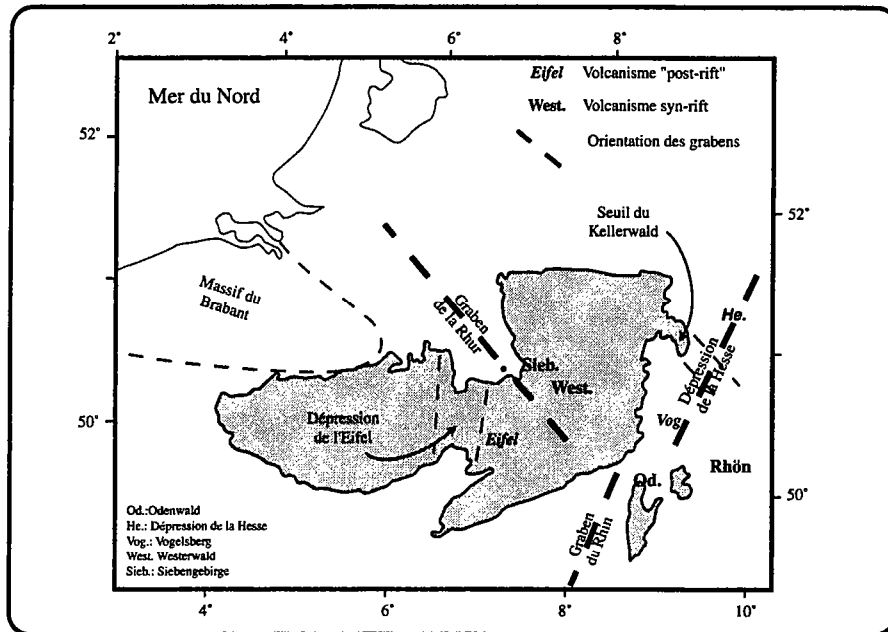 2° 4° 6° 8°
Mer du Nord
Eifel Volcanisme "post-rift"
West. Volcanisme syn-rift
Orientation des grabens
52°
52°
Seuil du
Kellerwald
Massif du
Brabant
Graben
de la Rhur
He.
Dépression
de la Hesse
Sieb.
West.
50°
Dépression
de l'Eifel
Eifel
Vog
Rhön
Od.
50°
Graben
du Rhin
Od.:Odenwald
He.: Dépression de la Hesse
Vog.: Vogelsberg
West. Westerwald
Sieb.: Siebengebirge
4° 6° 8° 10°